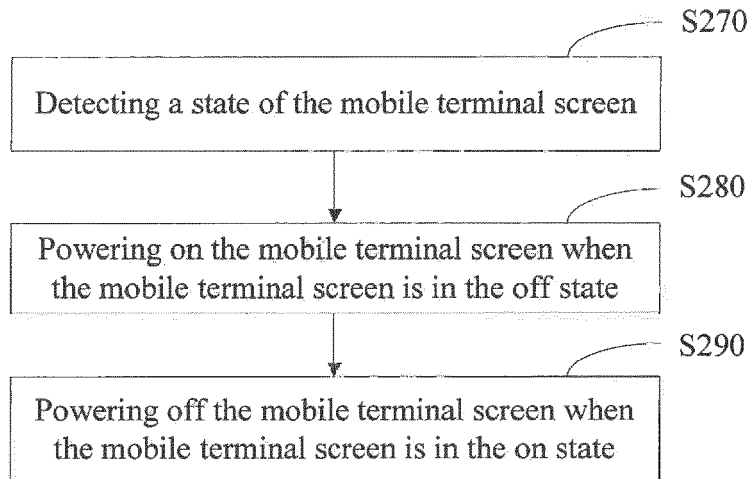 S270
Detecting a state of the mobile terminal screen
S280
Powering on the mobile terminal screen when
the mobile terminal screen is in the off state
S290
Powering off the mobile terminal screen when
the mobile terminal screen is in the on state